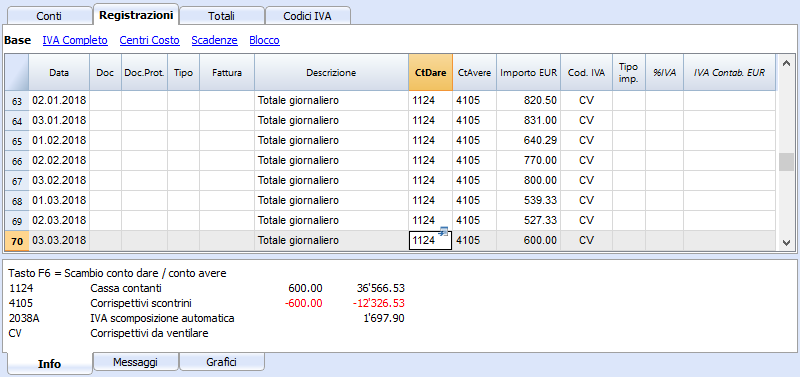 Conti Registrazioni Totali Codici IVA
Base IVA Completo Centri Costo Scadenze Blocco
Data Doc Doc.Prot. Tipo Fattura Descrizione CtDare CtAvere Importo EUR Cod. IVA Tipo imp. %IVA IVA Contab. EUR
63 02.01.2018 Totale giornaliero 1124 4105 820.50 CV
64 03.01.2018 Totale giornaliero 1124 4105 831.00 CV
65 01.02.2018 Totale giornaliero 1124 4105 640.29 CV
66 02.02.2018 Totale giornaliero 1124 4105 770.00 CV
67 03.02.2018 Totale giornaliero 1124 4105 800.00 CV
68 01.03.2018 Totale giornaliero 1124 4105 539.33 CV
69 02.03.2018 Totale giornaliero 1124 4105 527.33 CV
70 03.03.2018 Totale giornaliero 1124 4105 600.00 CV
Tasto F6 = Scambio conto dare / conto avere
1124 Cassa contanti 600.00 36'566.53
4105 Corrispettivi scontrini -600.00 -12'326.53
2038A IVA scomposizione automatica 1'697.90
CV Corrispettivi da ventilare
Info Messaggi Grafici